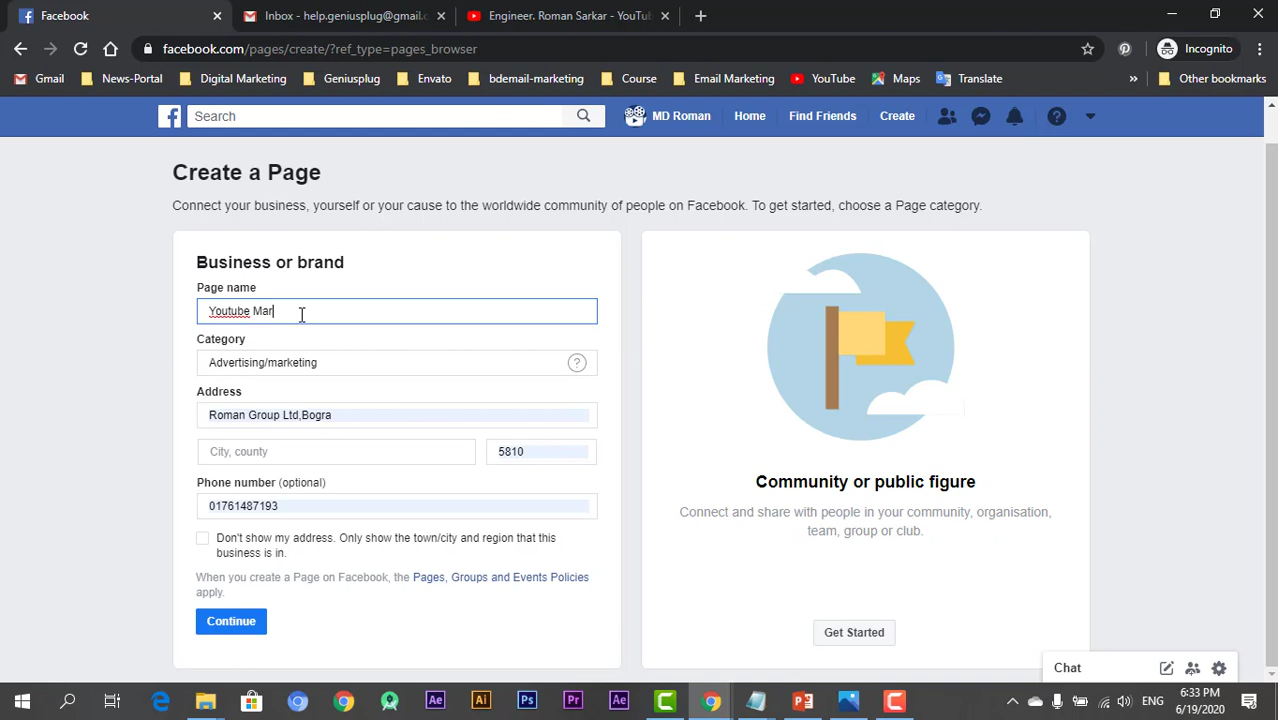 Facebook
Inbox - help.geniusplug@gmail.c
Engineer. Roman Sarkar - YouTub
facebook.com/pages/create/?ref_type=pages_browser
Incognito
Gmail
News-Portal
Digital Marketing
Geniusplug
Envato
bdemail-marketing
Course
Email Marketing
YouTube
Maps
Translate
»
Other bookmarks
Search
MD Roman
Home
Find Friends
Create
Create a Page
Connect your business, yourself or your cause to the worldwide community of people on Facebook. To get started, choose a Page category.
Business or brand
Page name
Youtube Mar
Category
Advertising/marketing
?
Address
Roman Group Ltd,Bogra
City, county
5810
Phone number (optional)
01761487193
Don't show my address. Only show the town/city and region that this
business is in.
When you create a Page on Facebook, the Pages, Groups and Events Policies
apply.
Continue
Community or public figure
Connect and share with people in your community, organisation,
team, group or club.
Get Started
Chat
Ae
Ai
Ps
Pr
Ae
ENG
6:33 PM
6/19/2020